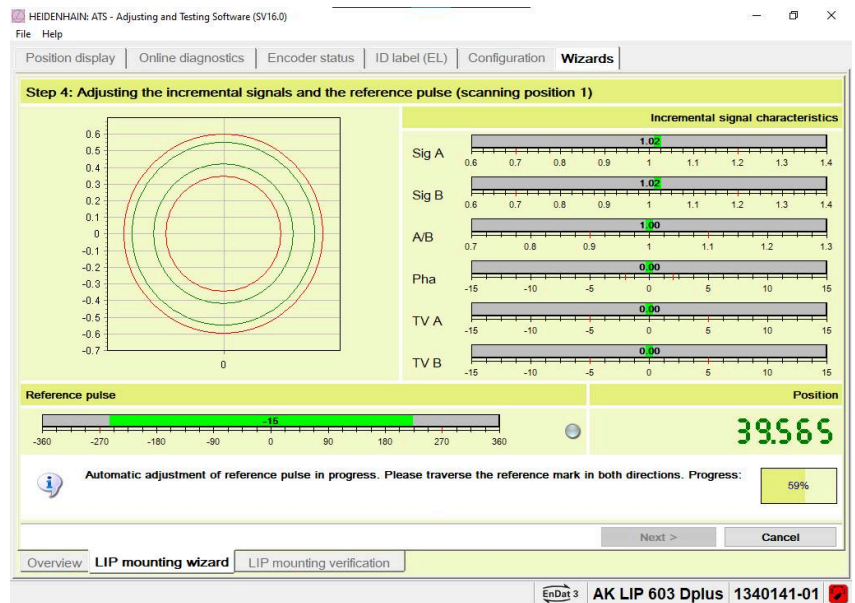 HEIDENHAIN: ATS - Adjusting and Testing Software (SV16.0)
File Help
Position display Online diagnostics Encoder status ID label (EL) Configuration Wizards
Step 4: Adjusting the incremental signals and the reference pulse (scanning position 1)
0.6
0.5
0.4
0.3
0.2
0.1
0
-0.1
-0.2
-0.3
-0.4
-0.5
-0.6
-0.7
0
Incremental signal characteristics
1.02
Sig A
0.6 0.7 0.8 0.9 1 1.1 1.2 1.3 1.4
1.02
Sig B
0.6 0.7 0.8 0.9 1 1.1 1.2 1.3 1.4
1.00
A/B
0.7 0.8 0.9 1 1.1 1.2 1.3
0.00
Pha
-15 -10 -5 0 5 10 15
0.00
TV A
-15 -10 -5 0 5 10 15
0.00
TV B
-15 -10 -5 0 5 10 15
Reference pulse
-15
-360 -270 -180 -90 0 90 180 270 360
Position
39.565
Automatic adjustment of reference pulse in progress. Please traverse the reference mark in both directions. Progress:
59%
Next > Cancel
Overview LIP mounting wizard LIP mounting verification
EnDat 3 AK LIP 603 Dplus 1340141-01